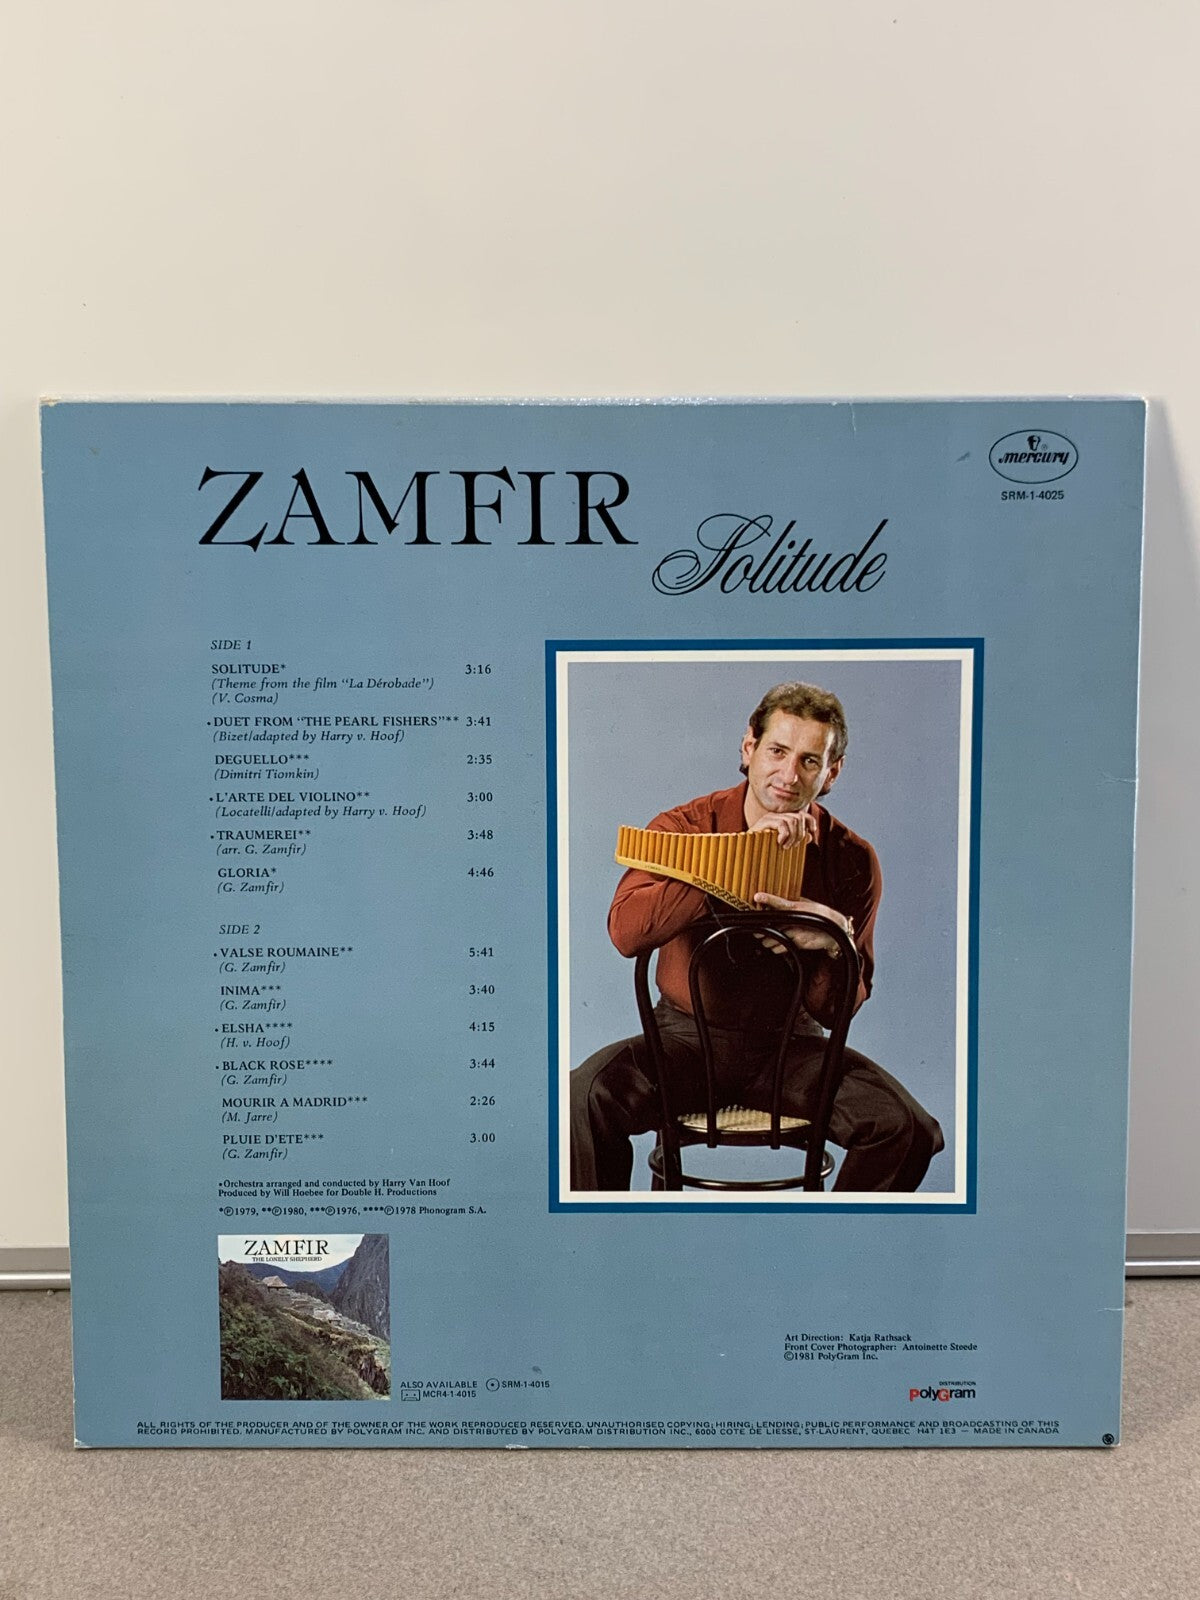 mercury
SRM-1-4025
ZAMFIR
Solitude
SIDE 1
SOLITUDE* 3:16
(Theme from the film "La Dérobade")
(V. Cosma)
•DUET FROM "THE PEARL FISHERS"** 3:41
(Bizet/adapted by Harry v. Hoof)
DEGUELLO*** 2:35
(Dimitri Tiomkin)
•L'ARTE DEL VIOLINO** 3:00
(Locatelli/adapted by Harry v. Hoof)
•TRAUMEREI** 3:48
(arr. G. Zamfir)
GLORIA* 4:46
(G. Zamfir)
SIDE 2
•VALSE ROUMAINE** 5:41
(G. Zamfir)
INIMA*** 3:40
(G. Zamfir)
•ELSHA**** 4:15
(H. v. Hoof)
•BLACK ROSE**** 3:44
(G. Zamfir)
MOURIR A MADRID*** 2:26
(M. Jarre)
PLUIE D'ETE*** 3.00
(G. Zamfir)
•Orchestra arranged and conducted by Harry Van Hoof
Produced by Will Hoebee for Double H. Productions
*℗1979, **℗1980, ***℗1976, ****℗1978 Phonogram S.A.
ZAMFIR
THE LONELY SHEPHERD
ALSO AVAILABLE SRM-1-4015
MCR4-1-4015
Art Direction: Katja Rathsack
Front Cover Photographer: Antoinette Steede
©1981 PolyGram Inc.
DISTRIBUTION
PolyGram
ALL RIGHTS OF THE PRODUCER AND OF THE OWNER OF THE WORK REPRODUCED RESERVED. UNAUTHORISED COPYING; HIRING; LENDING; PUBLIC PERFORMANCE AND BROADCASTING OF THIS
RECORD PROHIBITED. MANUFACTURED BY POLYGRAM INC. AND DISTRIBUTED BY POLYGRAM DISTRIBUTION INC., 6000 COTE DE LIESSE, ST-LAURENT, QUEBEC H4T 1E3 — MADE IN CANADA